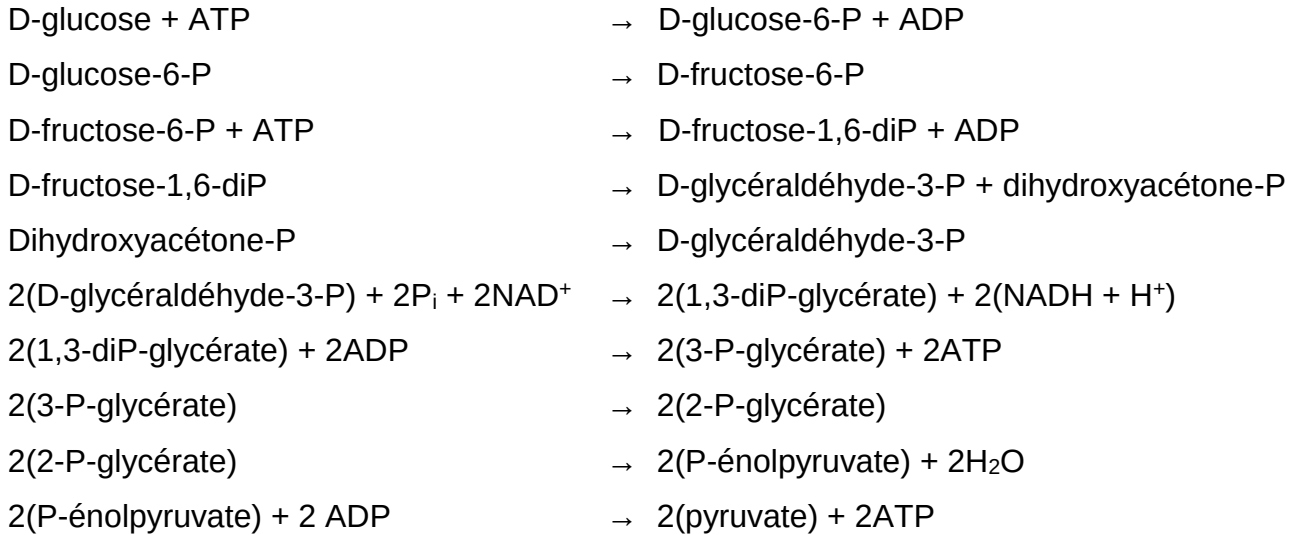 D-glucose + ATP → D-glucose-6-P + ADP
D-glucose-6-P → D-fructose-6-P
D-fructose-6-P + ATP → D-fructose-1,6-diP + ADP
D-fructose-1,6-diP → D-glycéraldéhyde-3-P + dihydroxyacétone-P
Dihydroxyacétone-P → D-glycéraldéhyde-3-P
2(D-glycéraldéhyde-3-P) + 2Pᵢ + 2NAD⁺ → 2(1,3-diP-glycérate) + 2(NADH + H⁺)
2(1,3-diP-glycérate) + 2ADP → 2(3-P-glycérate) + 2ATP
2(3-P-glycérate) → 2(2-P-glycérate)
2(2-P-glycérate) → 2(P-énolpyruvate) + 2H₂O
2(P-énolpyruvate) + 2 ADP → 2(pyruvate) + 2ATP